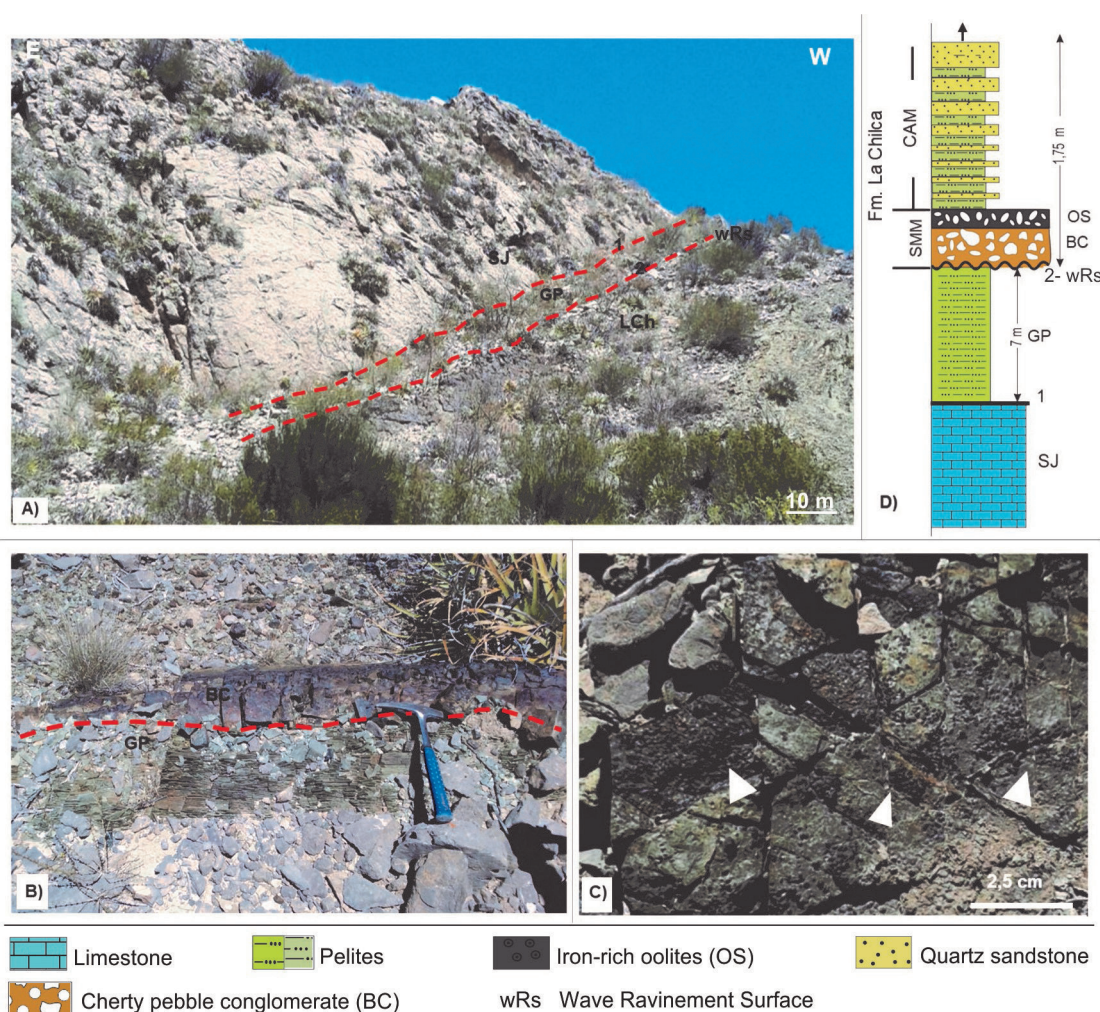 E
W
1
SJ
wRs
2
GP
LCh
A)
10 m
Fm. La Chilca
CAM
SMM
1,75 m
OS
BC
2- wRs
7 m
GP
1
SJ
D)
BC
GP
B)
C)
2,5 cm
Limestone
Pelites
Iron-rich oolites (OS)
Quartz sandstone
Cherty pebble conglomerate (BC)
wRs Wave Ravinement Surface